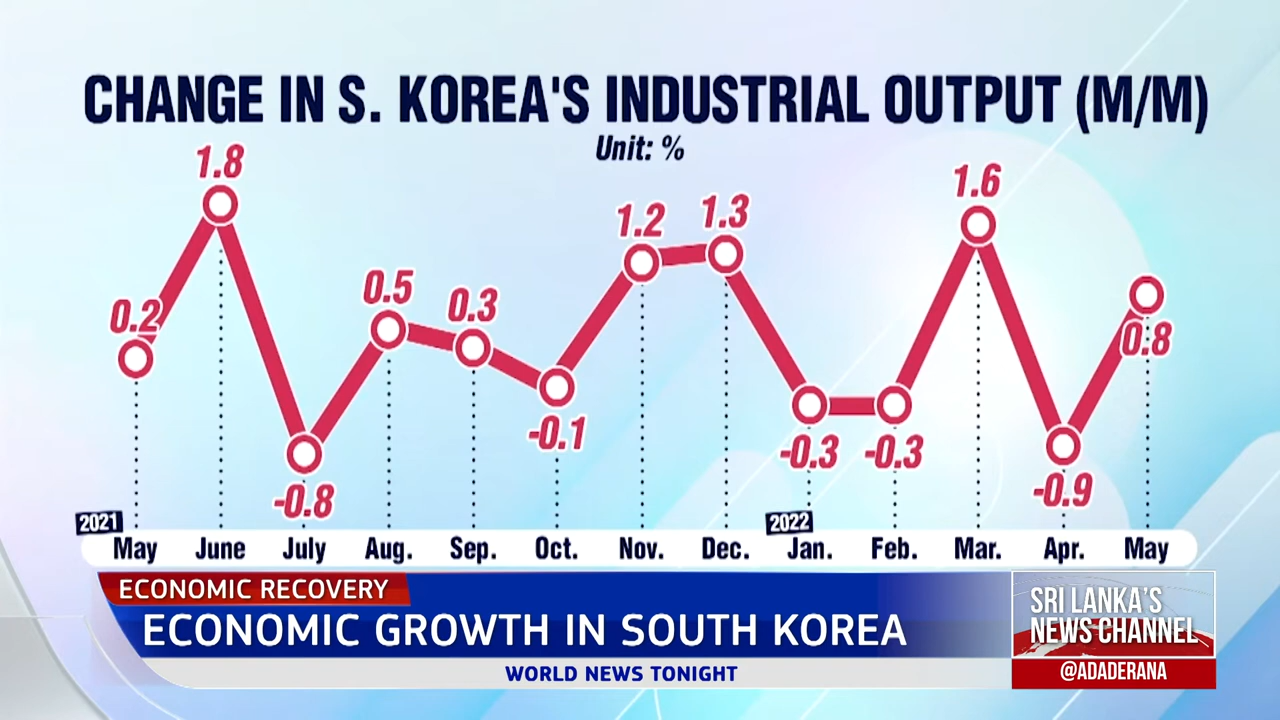 CHANGE IN S. KOREA'S INDUSTRIAL OUTPUT (M/M)
Unit: %
0.2
1.8
-0.8
0.5
0.3
-0.1
1.2
1.3
-0.3
-0.3
1.6
-0.9
0.8
2021
2022
May June July Aug. Sep. Oct. Nov. Dec. Jan. Feb. Mar. Apr. May
ECONOMIC RECOVERY
ECONOMIC GROWTH IN SOUTH KOREA
WORLD NEWS TONIGHT
SRI LANKA'S
NEWS CHANNEL
@ADADERANA